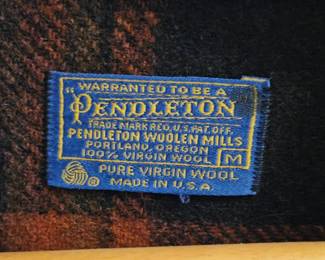 WARRANTED TO BE A
"PENDLETON
TRADE MARK REG. U.S. PAT. OFF.
PENDLETON WOOLEN MILLS
PORTLAND, OREGON
100% VIRGIN WOOL M
PURE VIRGIN WOOL
MADE IN U.S.A.